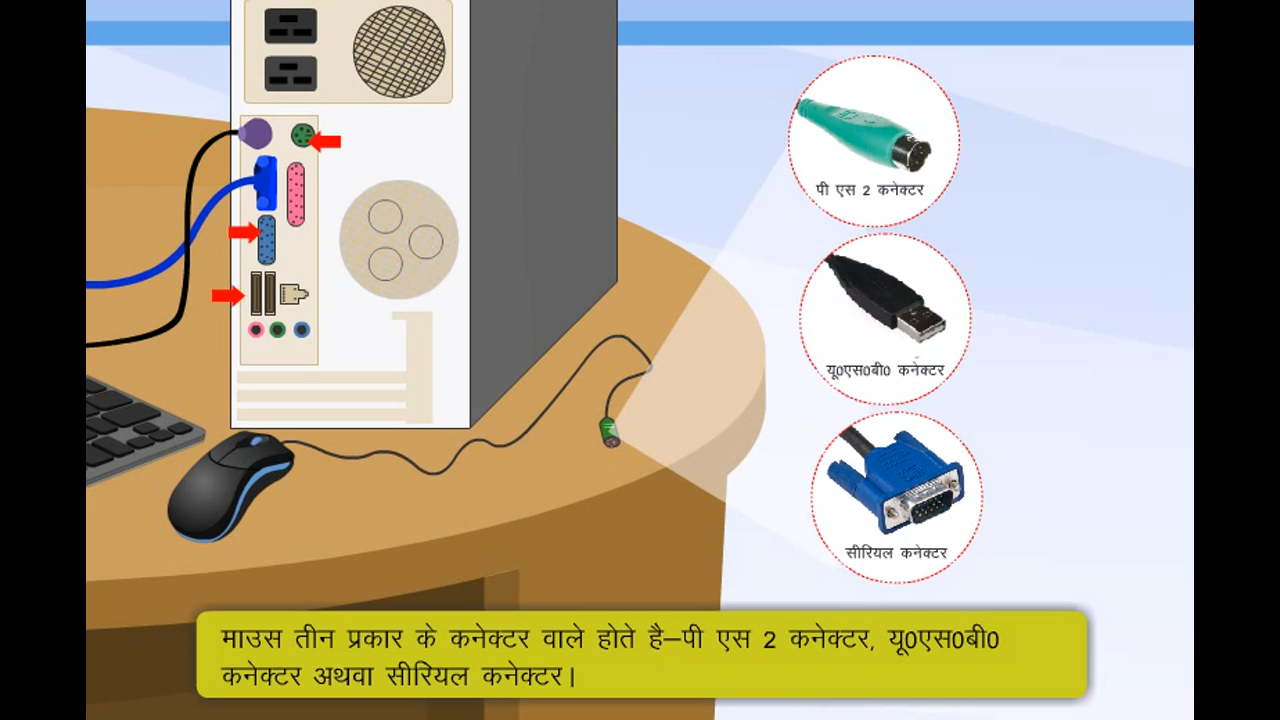 पी एस 2 कनेक्टर
यू0एस0बी0 कनेक्टर
सीरियल कनेक्टर
माउस तीन प्रकार के कनेक्टर वाले होते है–पी एस 2 कनेक्टर, यू0एस0बी0
कनेक्टर अथवा सीरियल कनेक्टर।